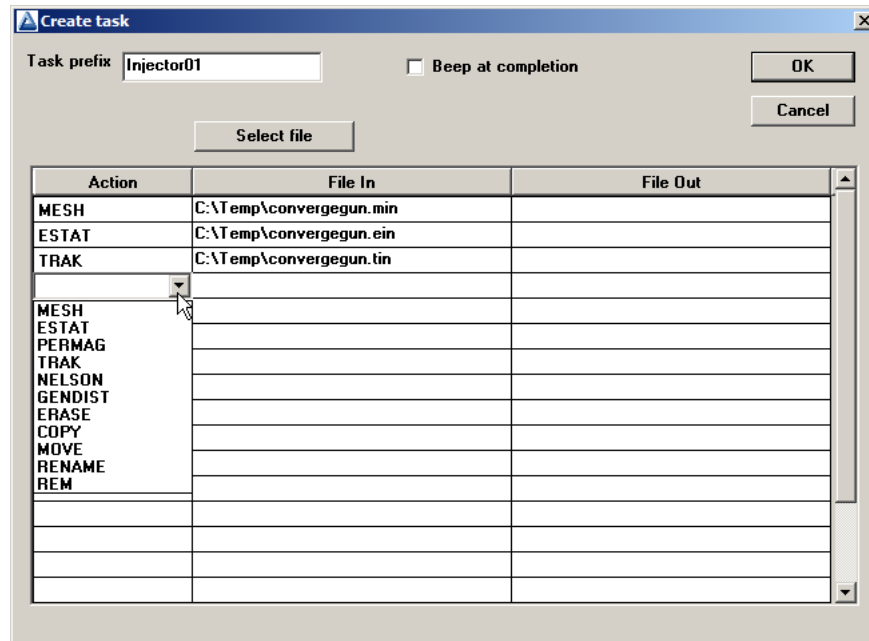 Create task
Task prefix Injector01 Beep at completion OK
Cancel
Select file
Action File In File Out
MESH C:\Temp\convergegun.min
ESTAT C:\Temp\convergegun.ein
TRAK C:\Temp\convergegun.tin
MESH
ESTAT
PERMAG
TRAK
NELSON
GENDIST
ERASE
COPY
MOVE
RENAME
REM